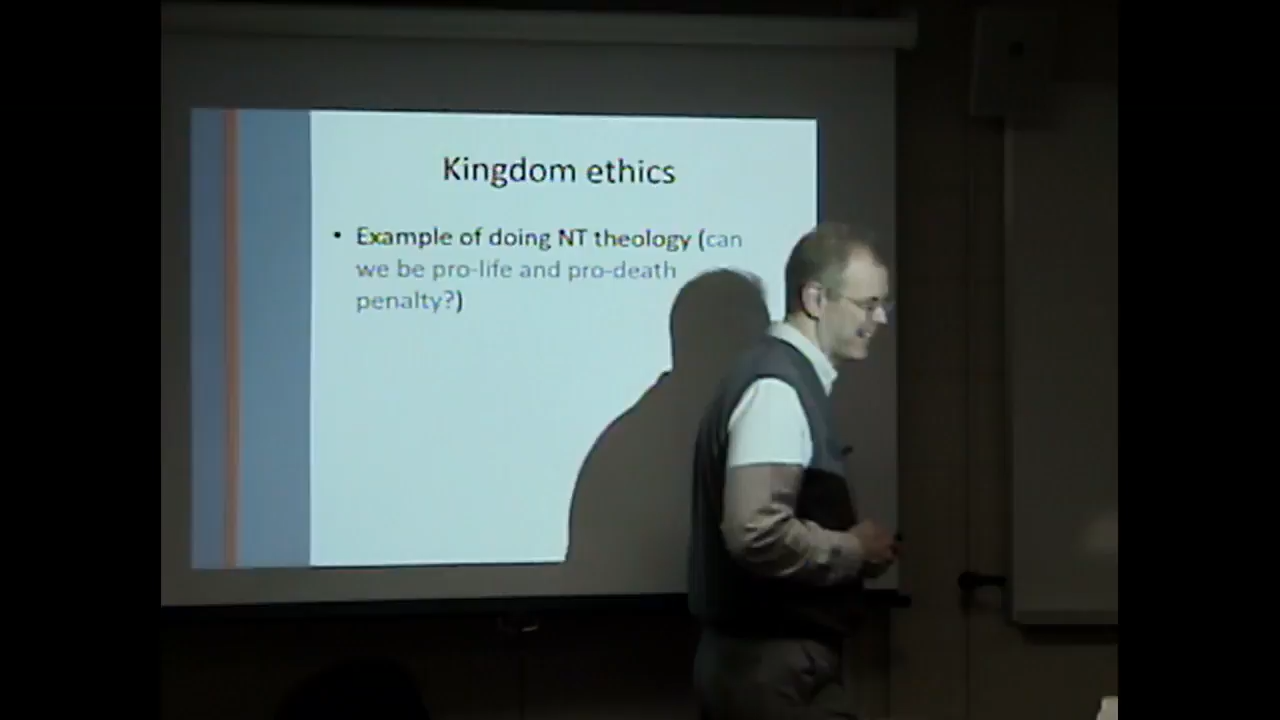 Kingdom ethics
• Example of doing NT theology (can
we be pro-life and pro-death
penalty?)